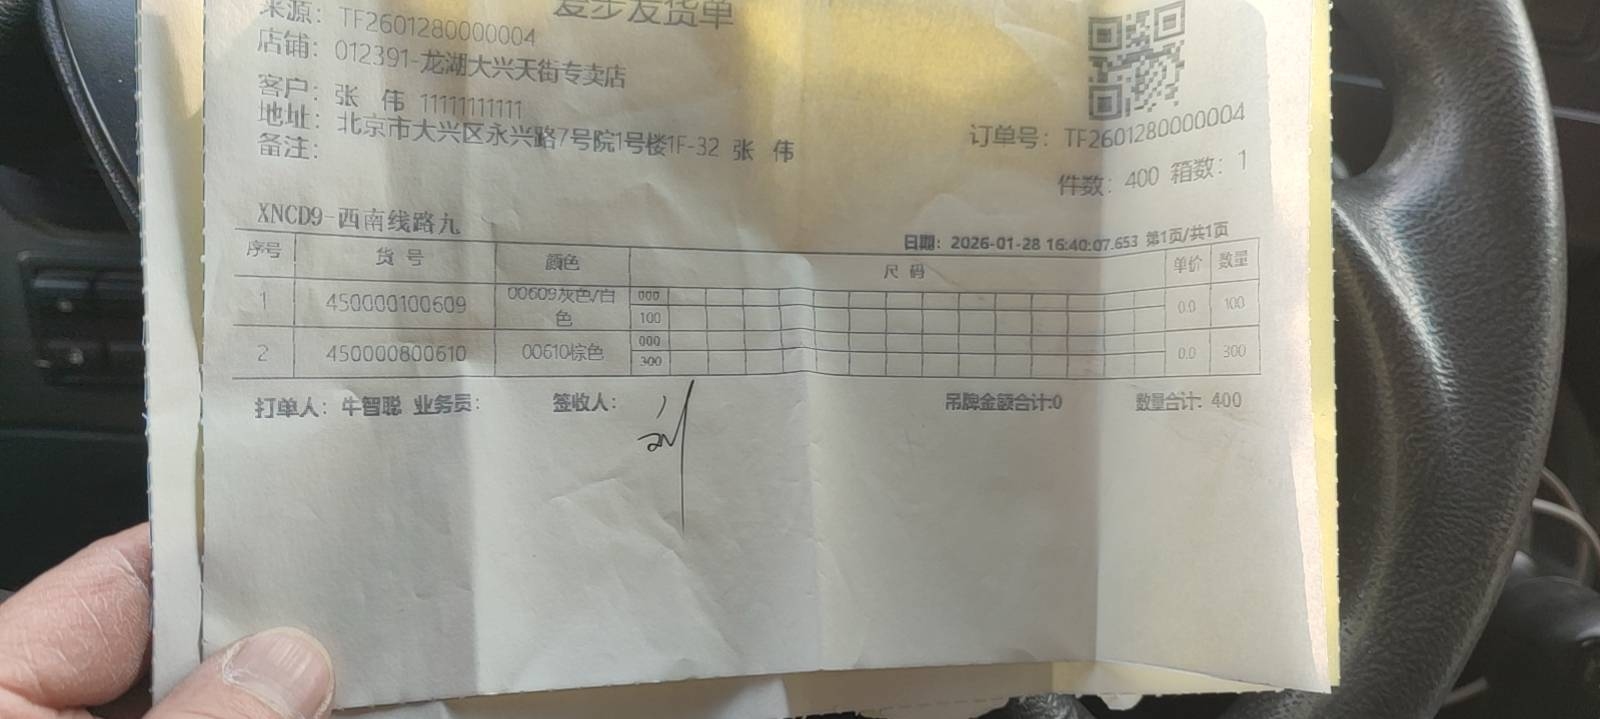 爱步发货单
来源：TF2601280000004
店铺：012391-龙湖大兴天街专卖店
客户：张 伟 11111111111
地址：北京市大兴区永兴路7号院1号楼1F-32 张 伟
备注：
订单号：TF2601280000004
件数：400 箱数：1
XNCD9-西南线路九
日期：2026-01-28 16:40:07.653 第1页/共1页
序号 货 号 颜色 尺 码 单价 数量
1 450000100609 00609灰色/白色 000 100 0.0 100
2 450000800610 00610棕色 000 300 0.0 300
打单人：牛智聪 业务员： 签收人： 吊牌金额合计:0 数量合计：400